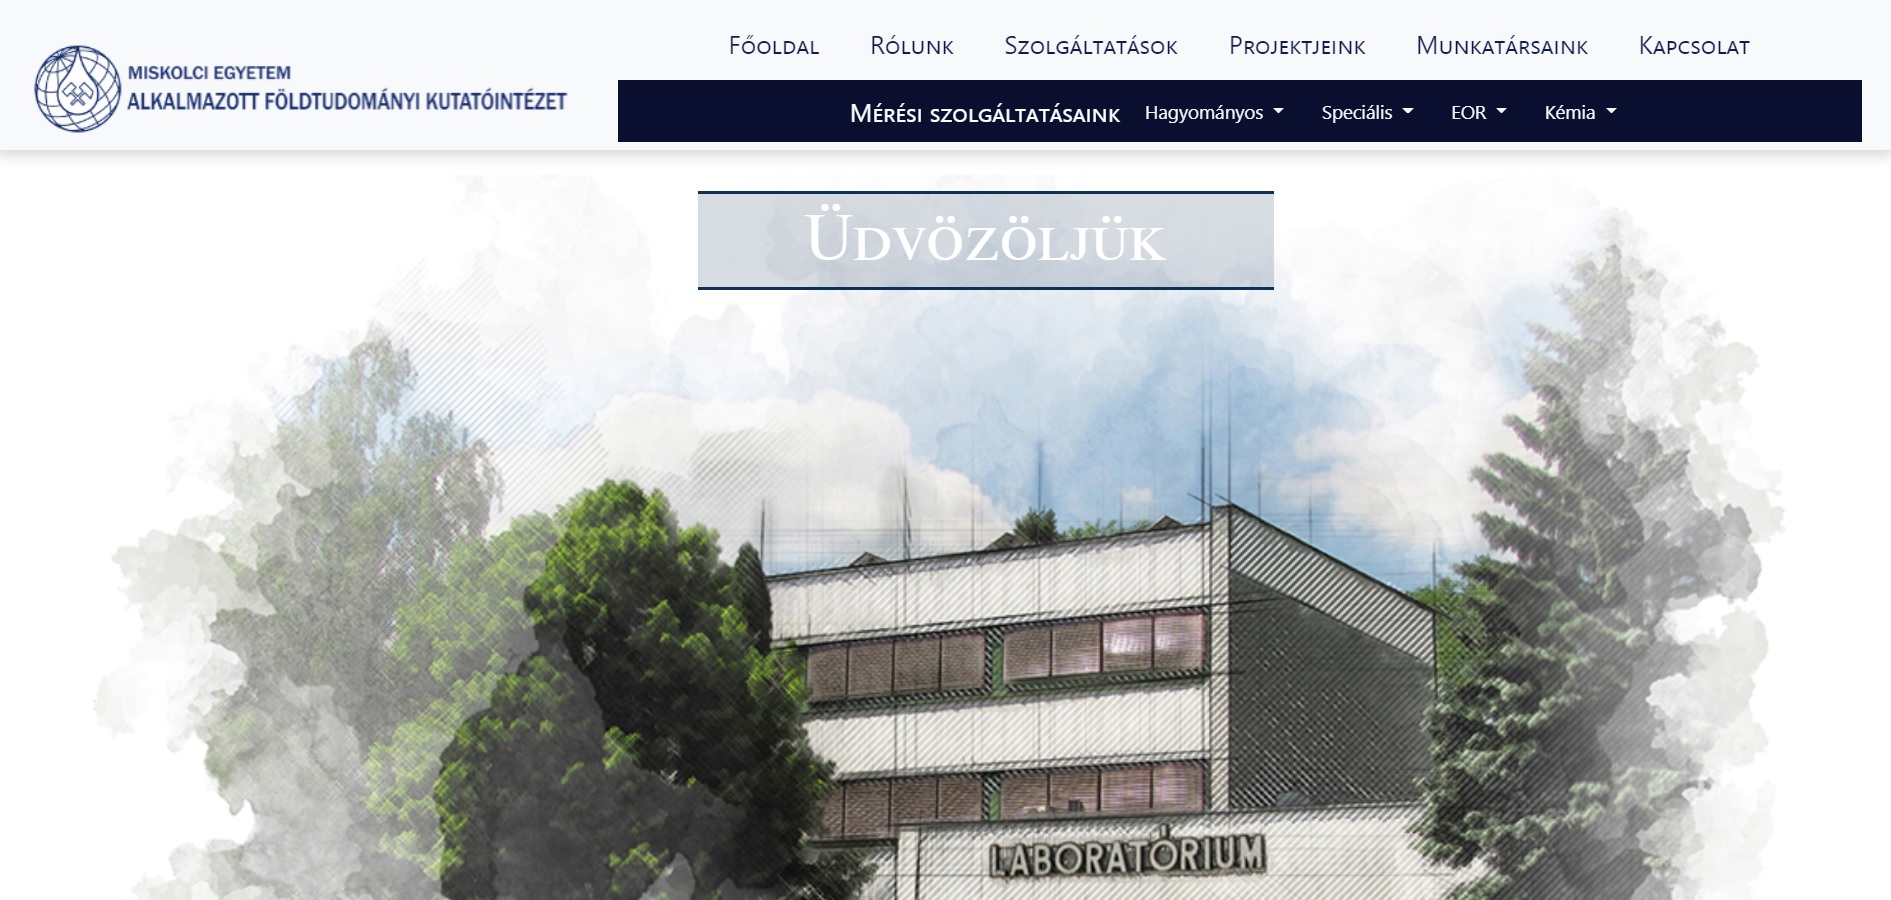 MISKOLCI EGYETEM
ALKALMAZOTT FÖLDTUDOMÁNYI KUTATÓINTÉZET
Főoldal Rólunk Szolgáltatások Projektjeink Munkatársaink Kapcsolat
Mérési szolgáltatásaink Hagyományos Speciális EOR Kémia
Üdvözöljük
LABORATÓRIUM